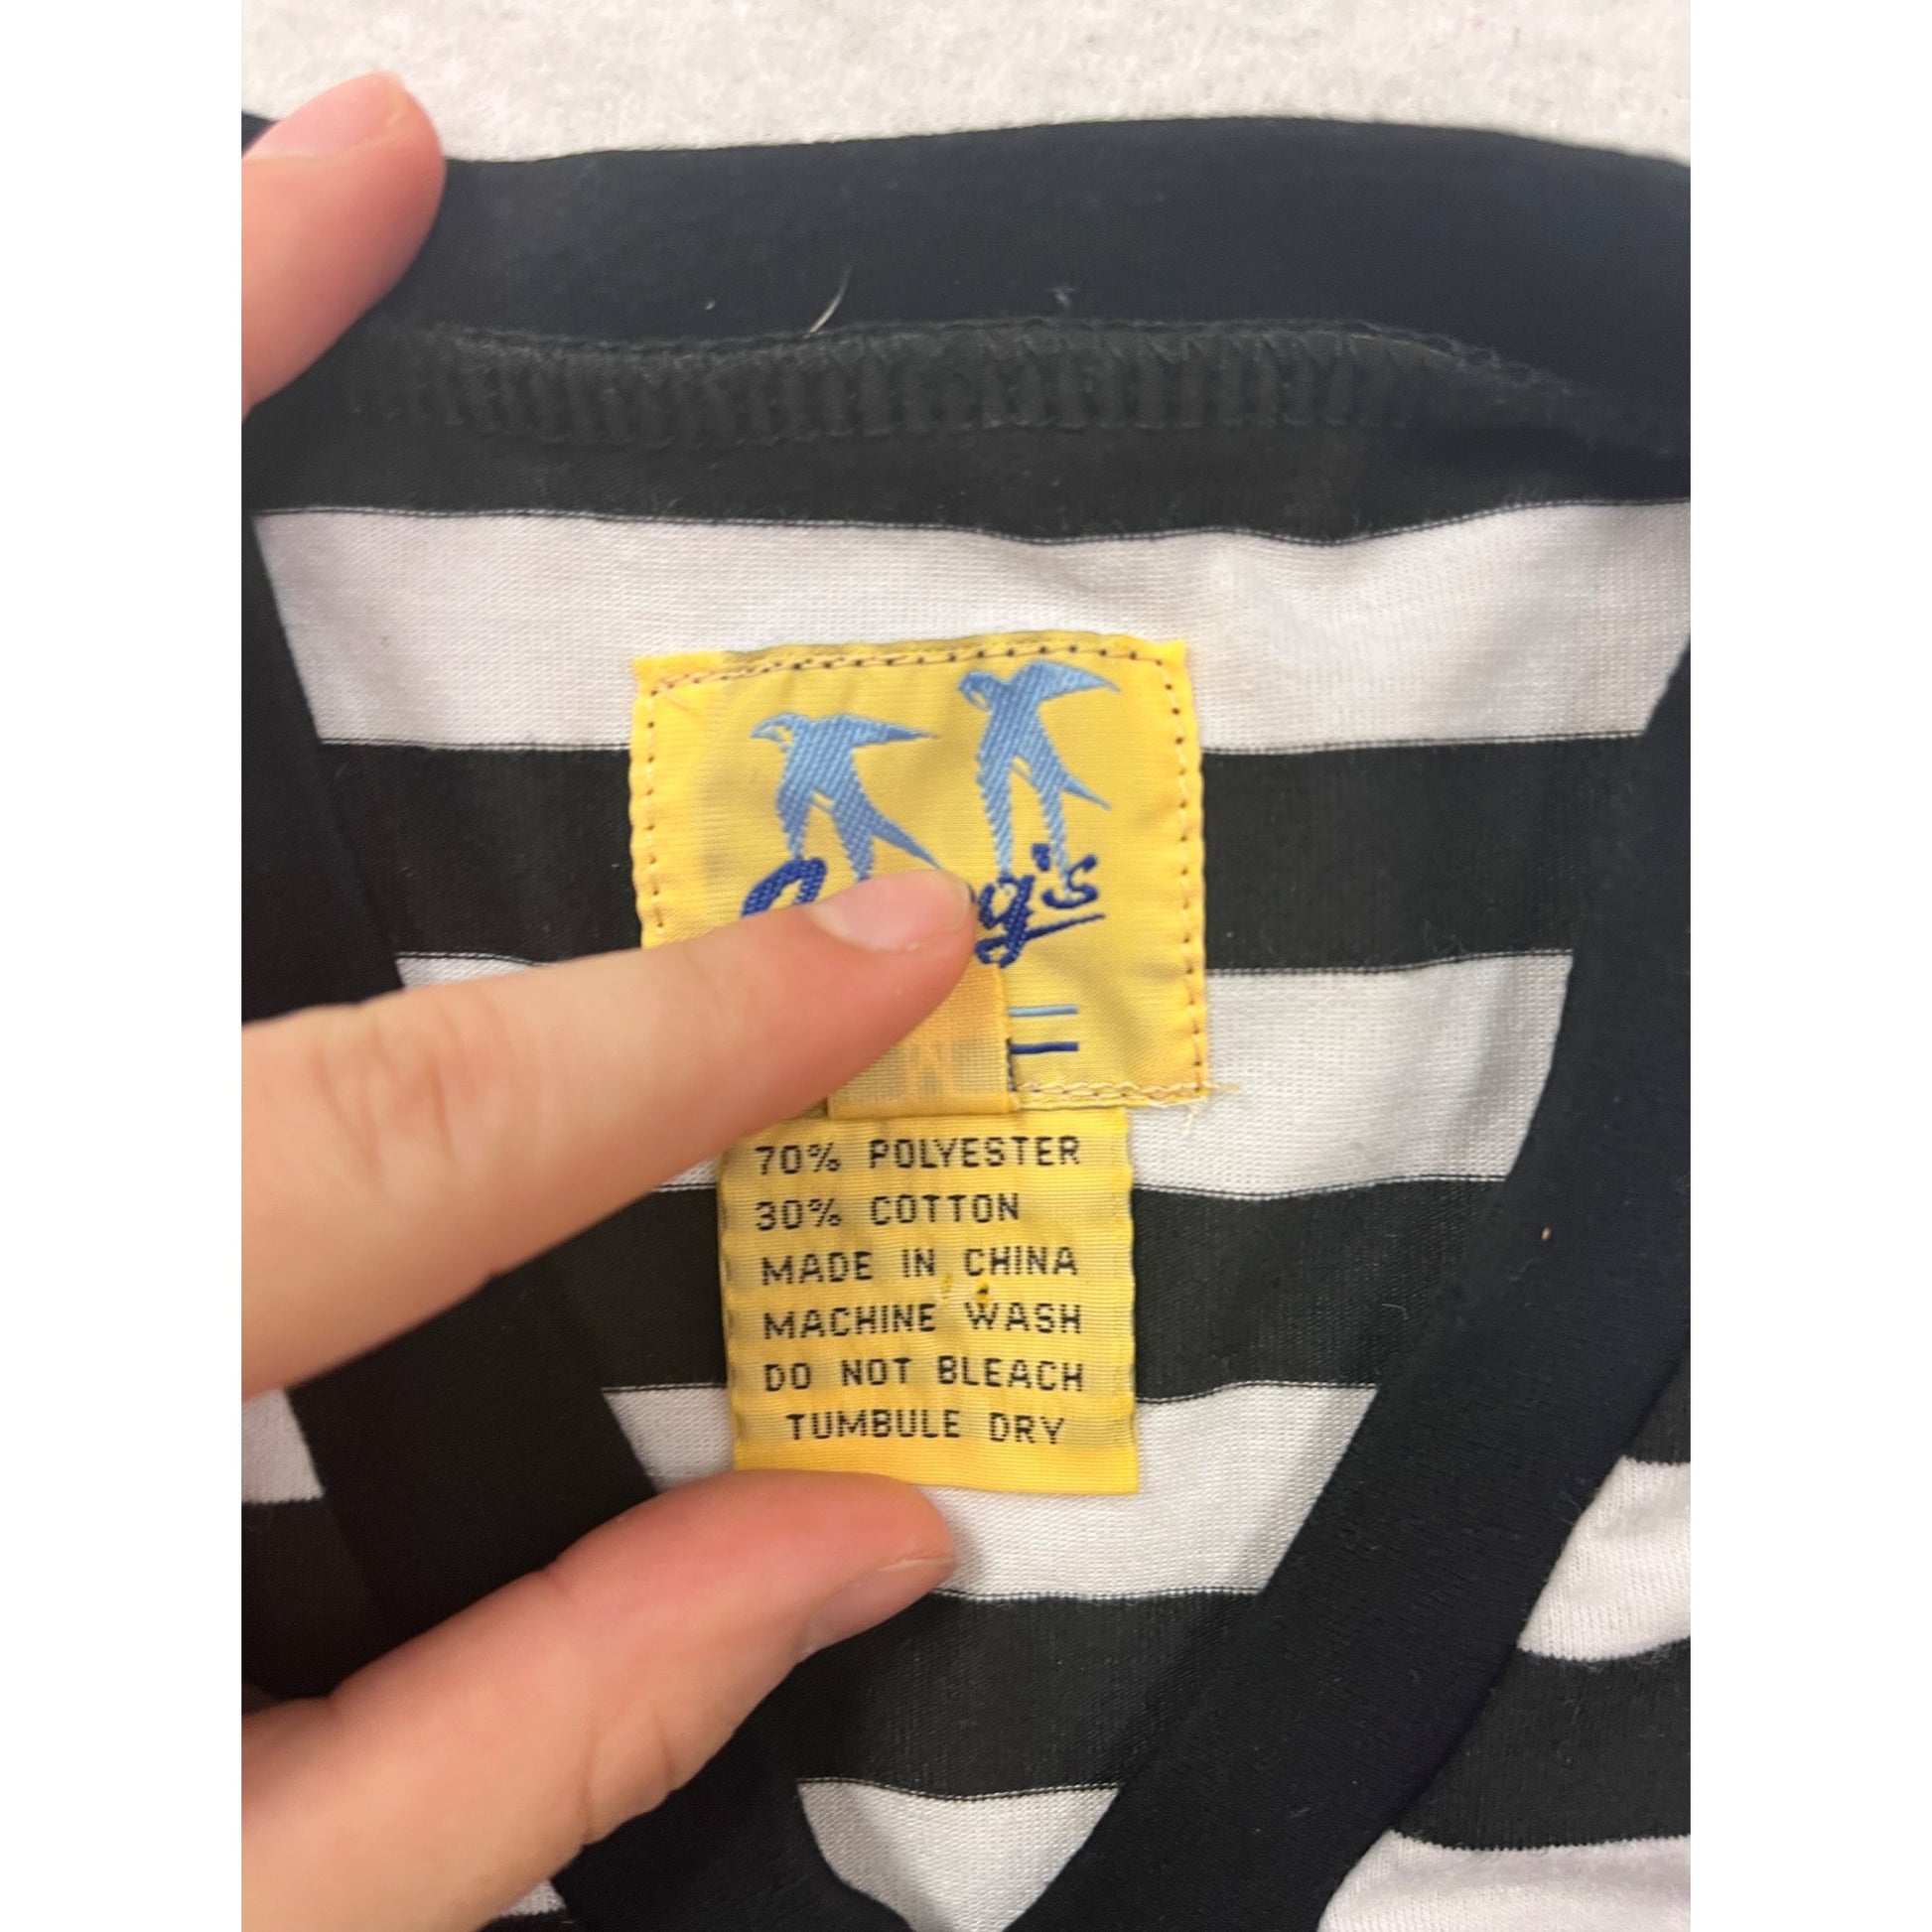 M
70% POLYESTER
30% COTTON
MADE IN CHINA
MACHINE WASH
DO NOT BLEACH
TUMBULE DRY